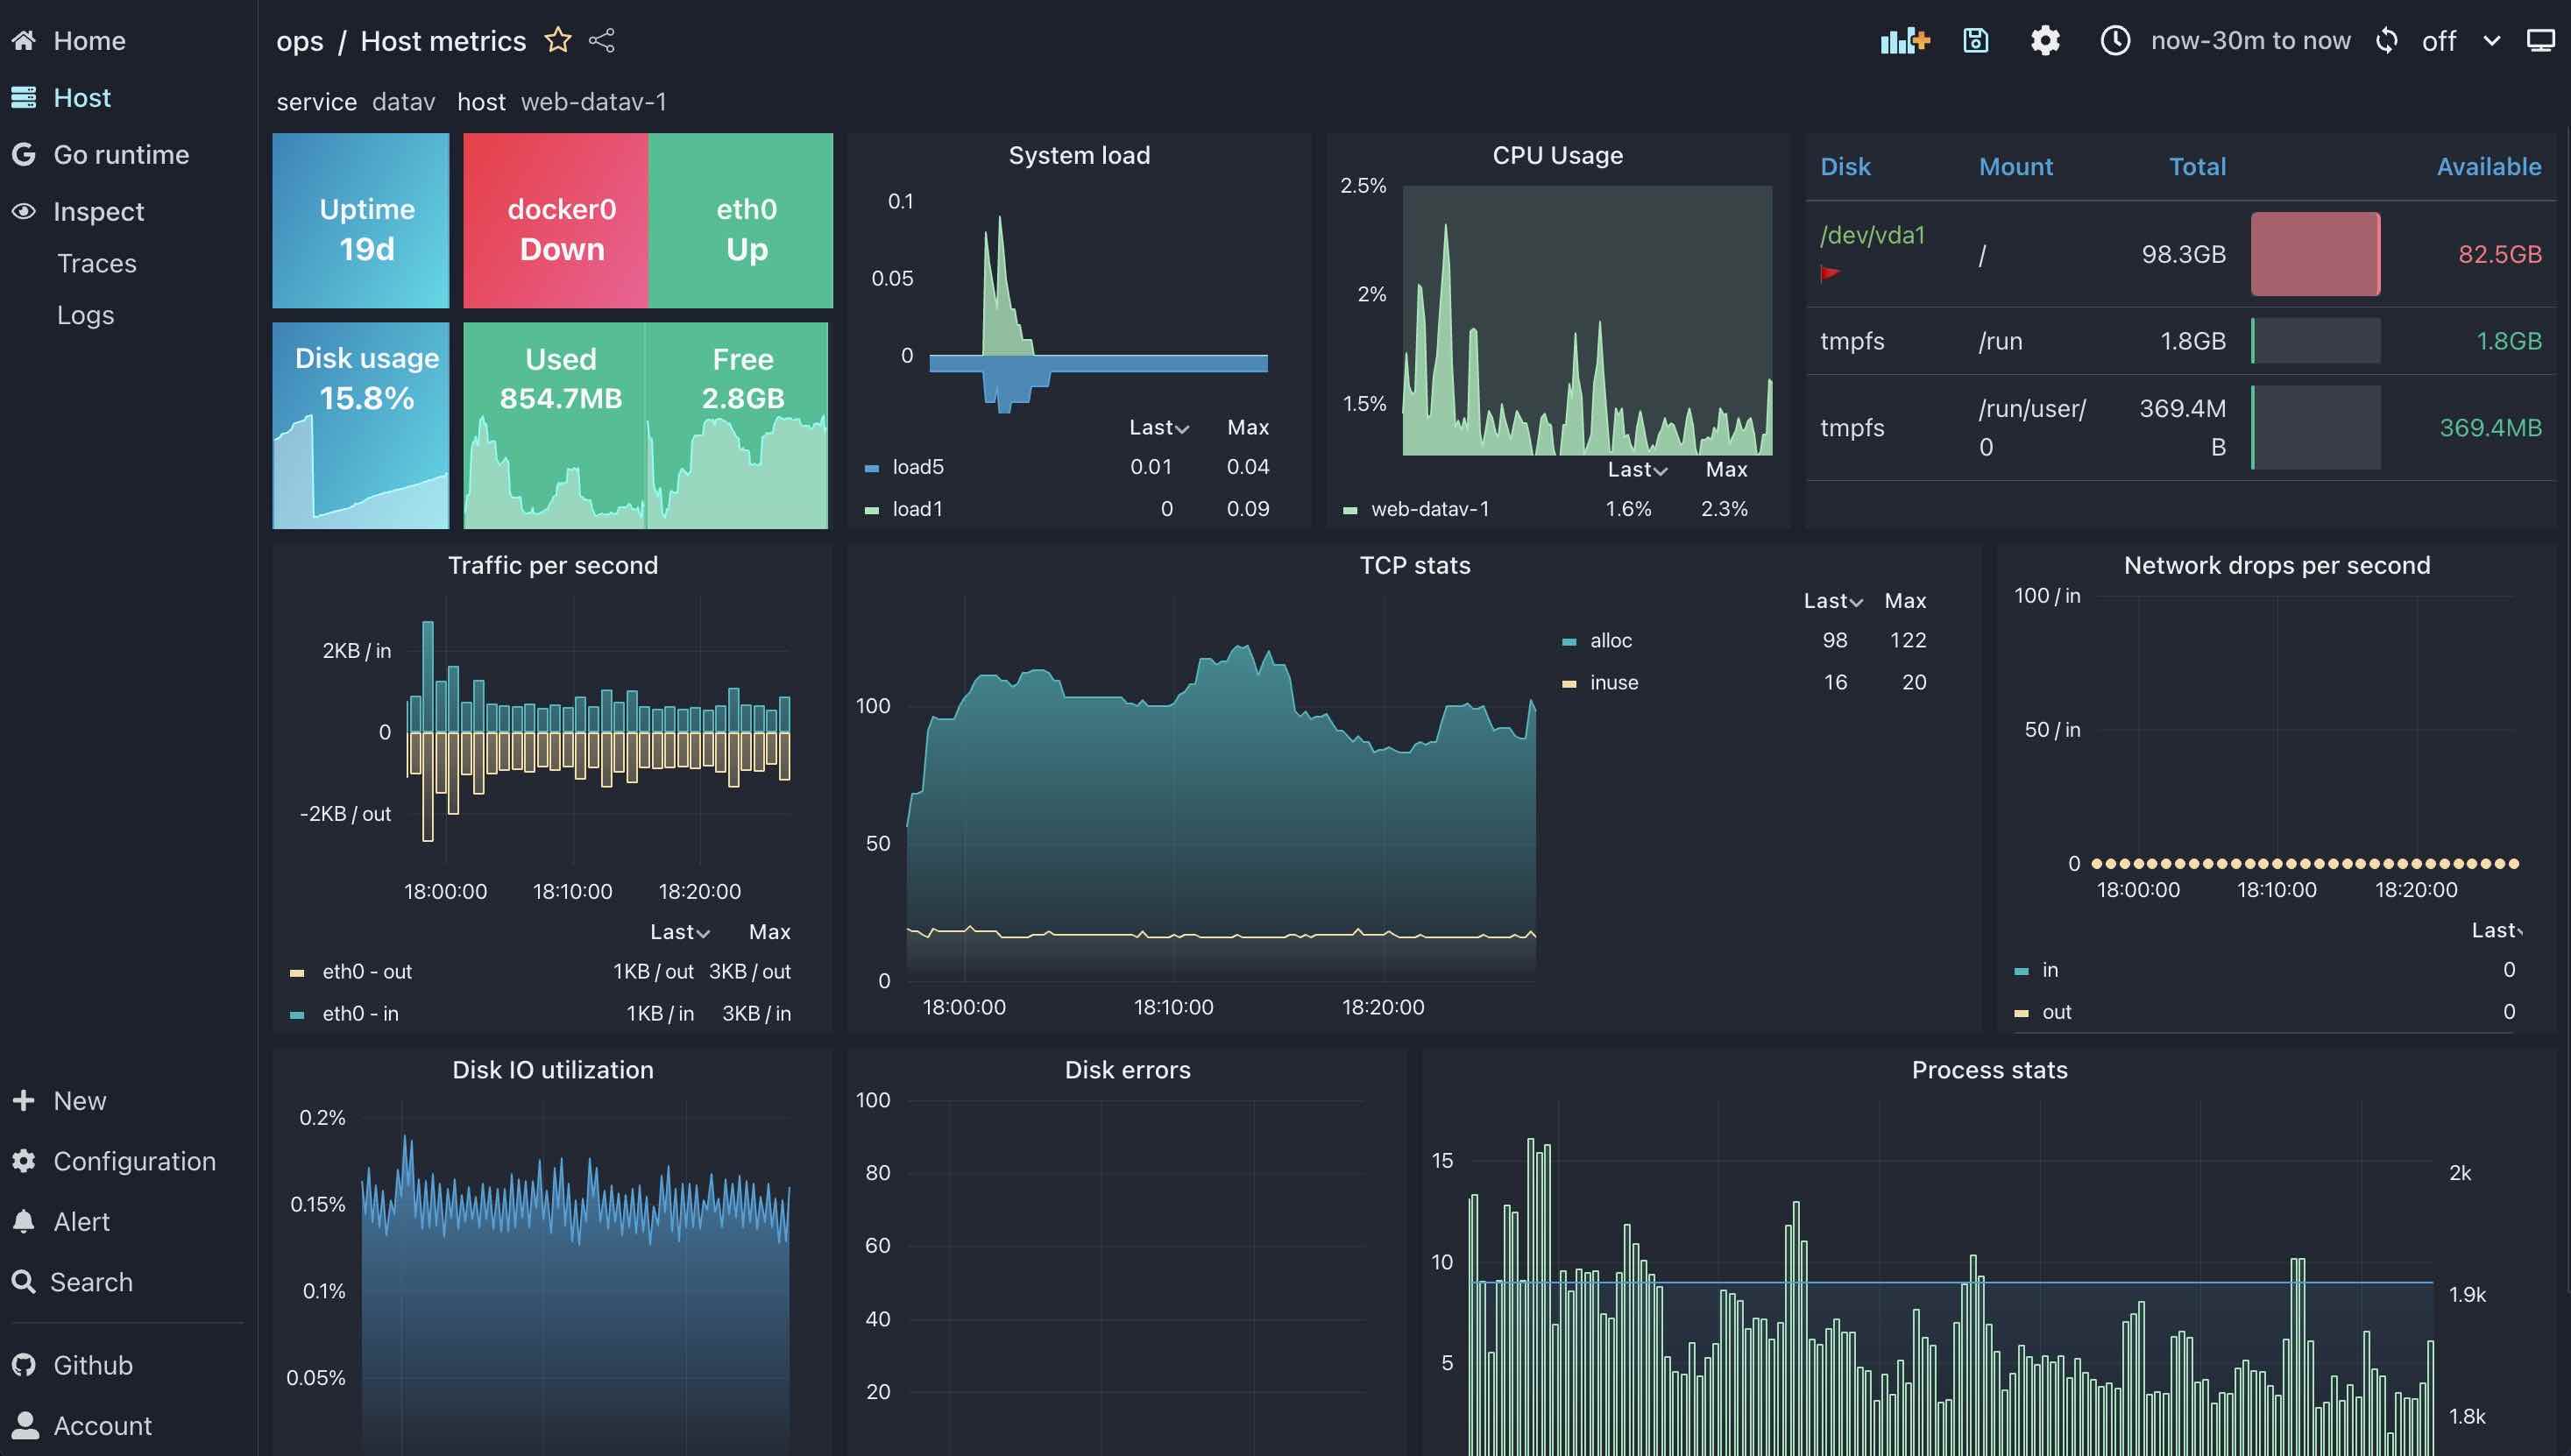 Home
Host
Go runtime
Inspect
Traces
Logs
New
Configuration
Alert
Search
Github
Account
ops / Host metrics
now-30m to now
off
service datav host web-datav-1
Uptime
19d
docker0
Down
eth0
Up
Disk usage
15.8%
Used
854.7MB
Free
2.8GB
System load
0.1
0.05
0
Last Max
load5 0.01 0.04
load1 0 0.09
CPU Usage
2.5%
2%
1.5%
Last Max
web-datav-1 1.6% 2.3%
Disk Mount Total Available
/dev/vda1 / 98.3GB 82.5GB
tmpfs /run 1.8GB 1.8GB
tmpfs /run/user/ 369.4M 369.4MB
0 B
Traffic per second
2KB / in
0
-2KB / out
18:00:00 18:10:00 18:20:00
Last Max
eth0 - out 1KB / out 3KB / out
eth0 - in 1KB / in 3KB / in
TCP stats
100
50
0
18:00:00 18:10:00 18:20:00
Last Max
alloc 98 122
inuse 16 20
Network drops per second
100 / in
50 / in
0
18:00:00 18:10:00 18:20:00
Last
in 0
out 0
Disk IO utilization
0.2%
0.15%
0.1%
0.05%
Disk errors
100
80
60
40
20
Process stats
15
10
5
2k
1.9k
1.8k